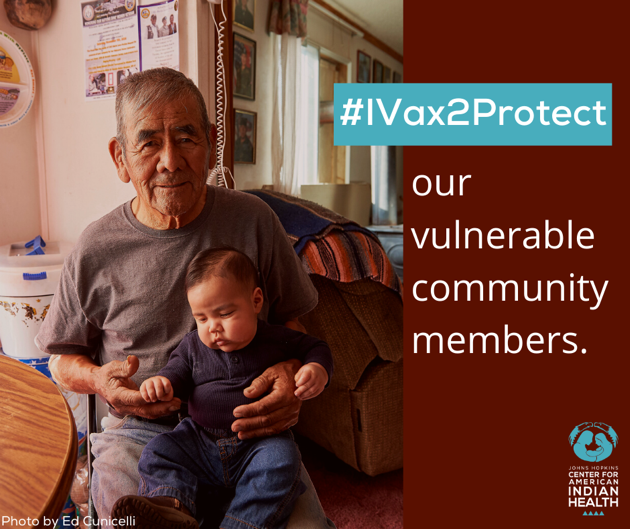 #IVax2Protect
our
vulnerable
community
members.
JOHNS HOPKINS
CENTER FOR
AMERICAN
INDIAN
HEALTH
Photo by Ed Cunicelli